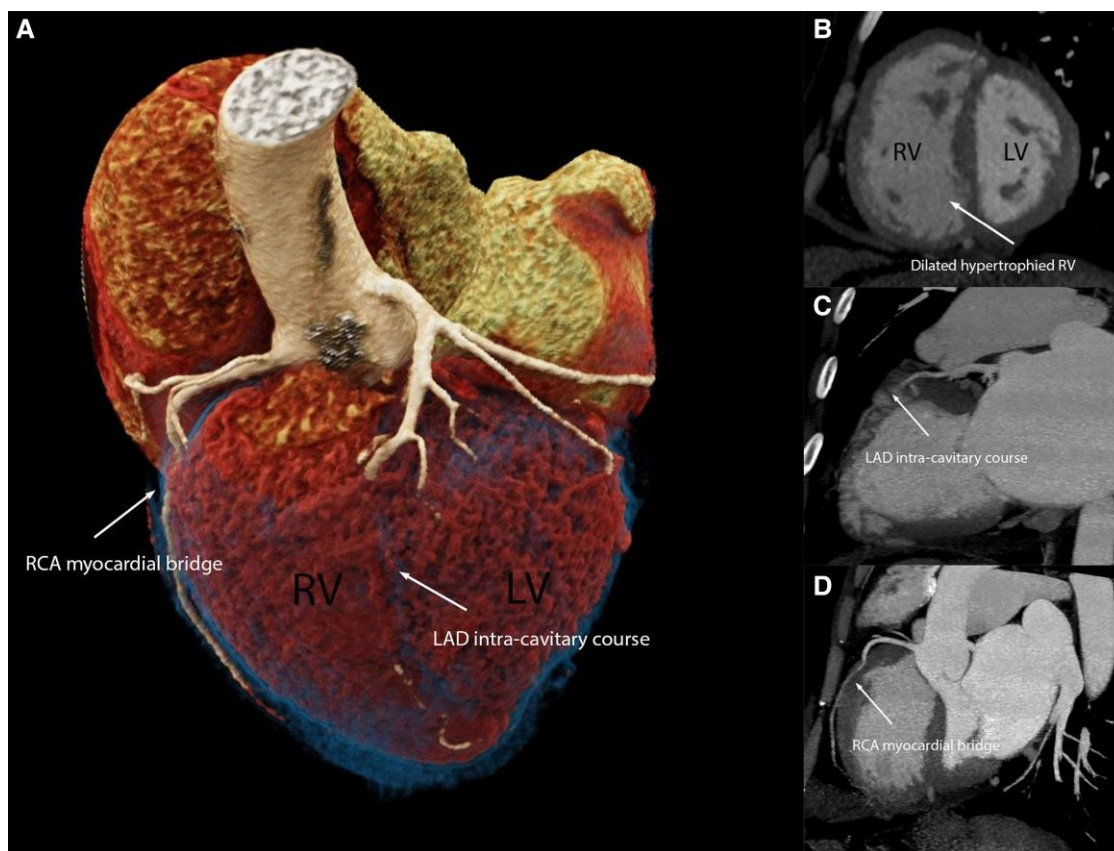 A
RCA myocardial bridge
RV
LV
LAD intra-cavitary course
B
RV
LV
Dilated hypertrophied RV
C
LAD intra-cavitary course
D
RCA myocardial bridge